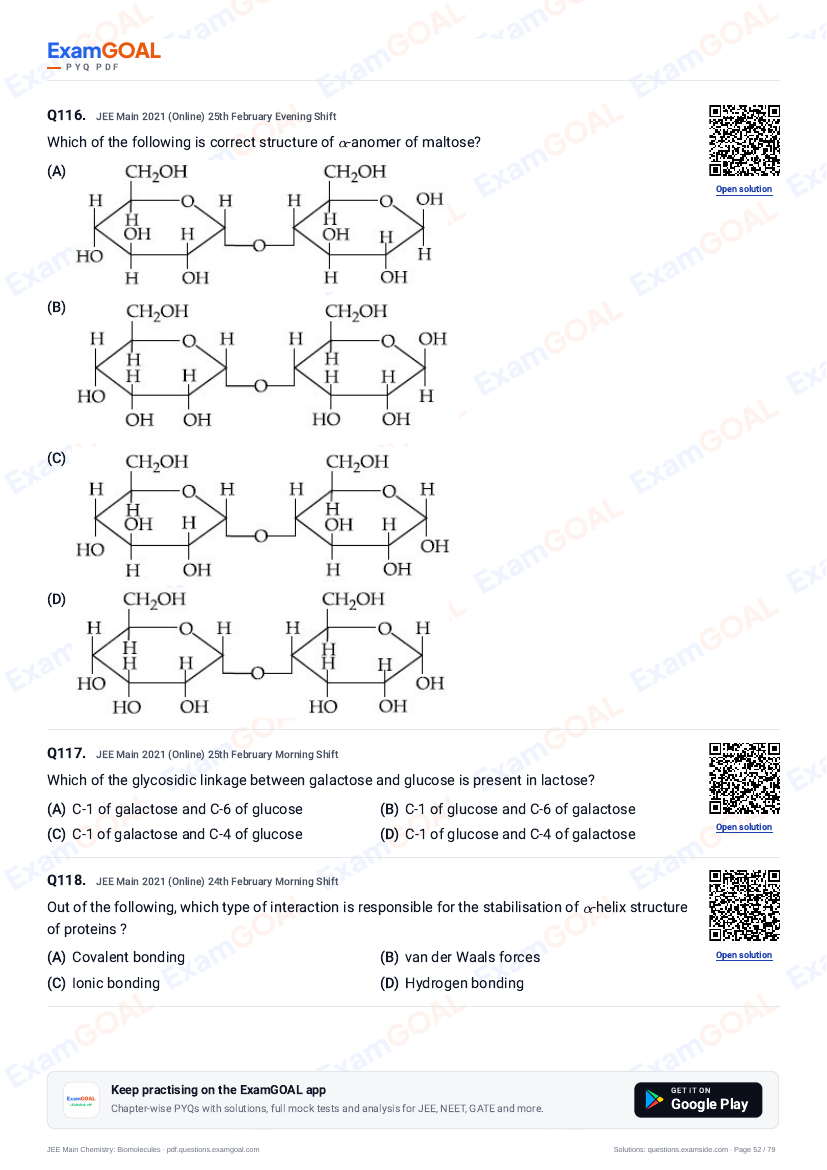 ExamGOAL
PYQ PDF
Q116. JEE Main 2021 (Online) 25th February Evening Shift
Which of the following is correct structure of α-anomer of maltose?
Open solution
(A)
CH2OH CH2OH
H O H H O OH
H H
OH H OH H
HO O H
H OH H OH
(B)
CH2OH CH2OH
H O H H O OH
H H
H H H H
HO O H
OH OH HO OH
(C)
CH2OH CH2OH
H O H H O H
H H
OH H OH H
HO O OH
H OH H OH
(D)
CH2OH CH2OH
H O H H O H
H H
H H H H
HO O OH
HO OH HO OH
Q117. JEE Main 2021 (Online) 25th February Morning Shift
Which of the glycosidic linkage between galactose and glucose is present in lactose?
(A) C-1 of galactose and C-6 of glucose (B) C-1 of glucose and C-6 of galactose
(C) C-1 of galactose and C-4 of glucose (D) C-1 of glucose and C-4 of galactose
Open solution
Q118. JEE Main 2021 (Online) 24th February Morning Shift
Out of the following, which type of interaction is responsible for the stabilisation of α-helix structure
of proteins ?
(A) Covalent bonding (B) van der Waals forces
(C) Ionic bonding (D) Hydrogen bonding
Open solution
ExamGOAL
Keep practising on the ExamGOAL app
Chapter-wise PYQs with solutions, full mock tests and analysis for JEE, NEET, GATE and more.
GET IT ON
Google Play
JEE Main Chemistry: Biomolecules · pdf.questions.examgoal.com Solutions: questions.examside.com · Page 52 / 79